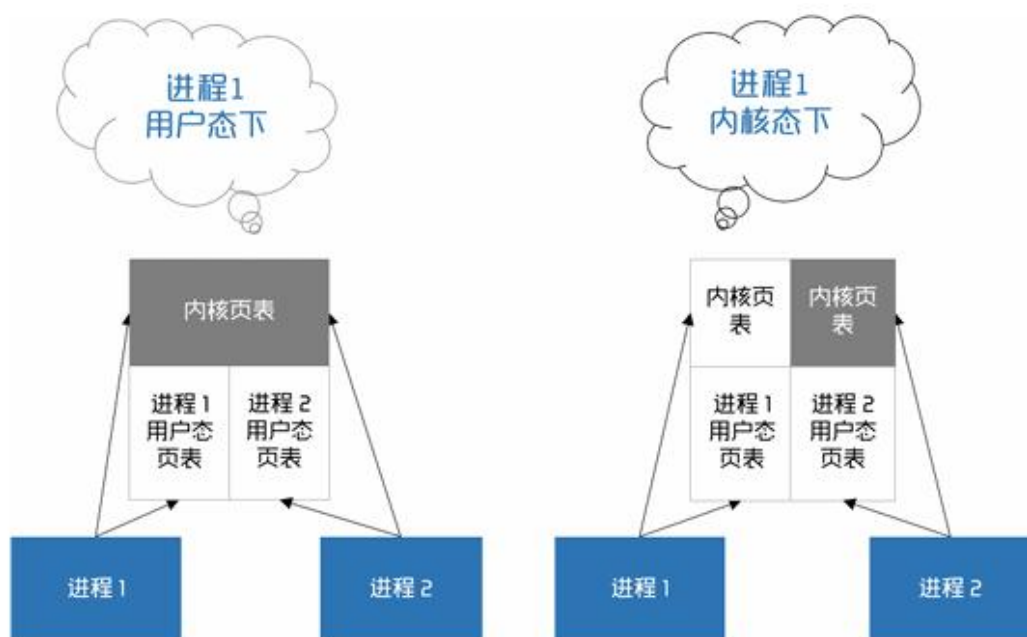 进程1
用户态下
进程1
内核态下
内核页表
进程 1
用户态
页表
进程 2
用户态
页表
内核页
表
内核页
表
进程 1
用户态
页表
进程 2
用户态
页表
进程 1
进程 2
进程 1
进程 2